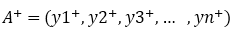 A⁺ = (y1⁺, y2⁺, y3⁺, … , yn⁺)